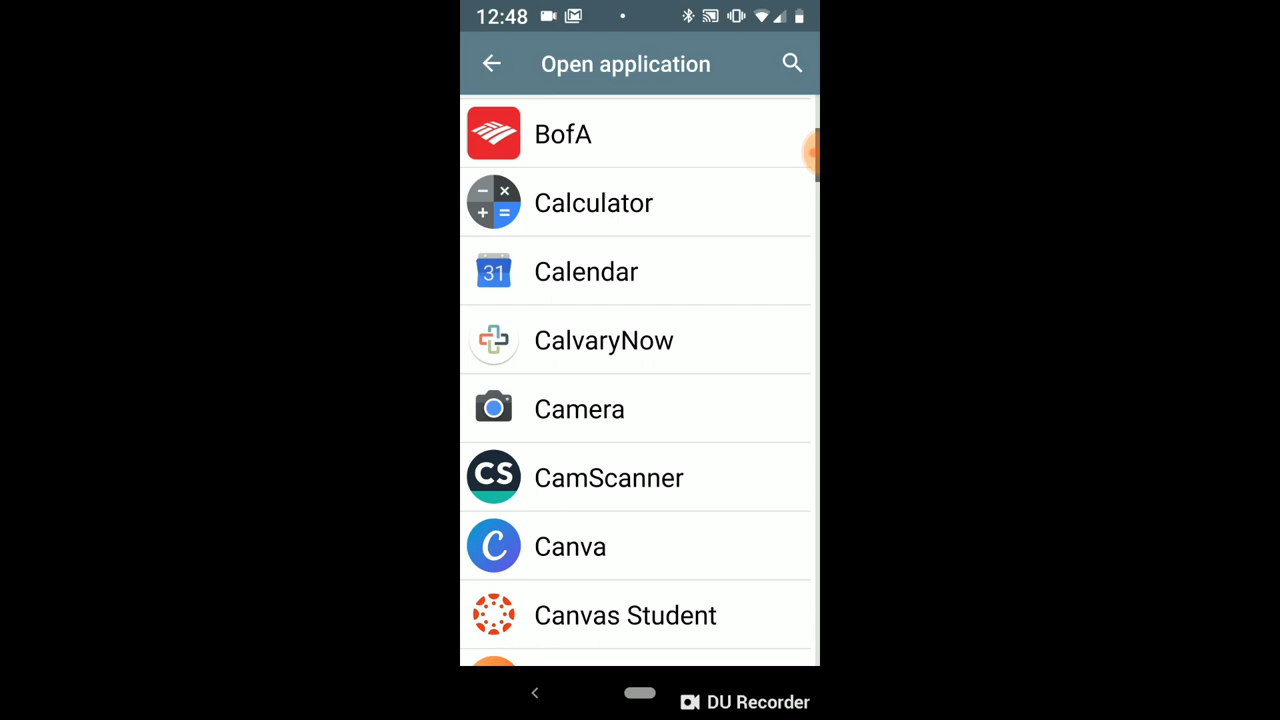 12:48
Open application
BofA
Calculator
31
Calendar
CalvaryNow
Camera
CS
CamScanner
C
Canva
Canvas Student
DU Recorder